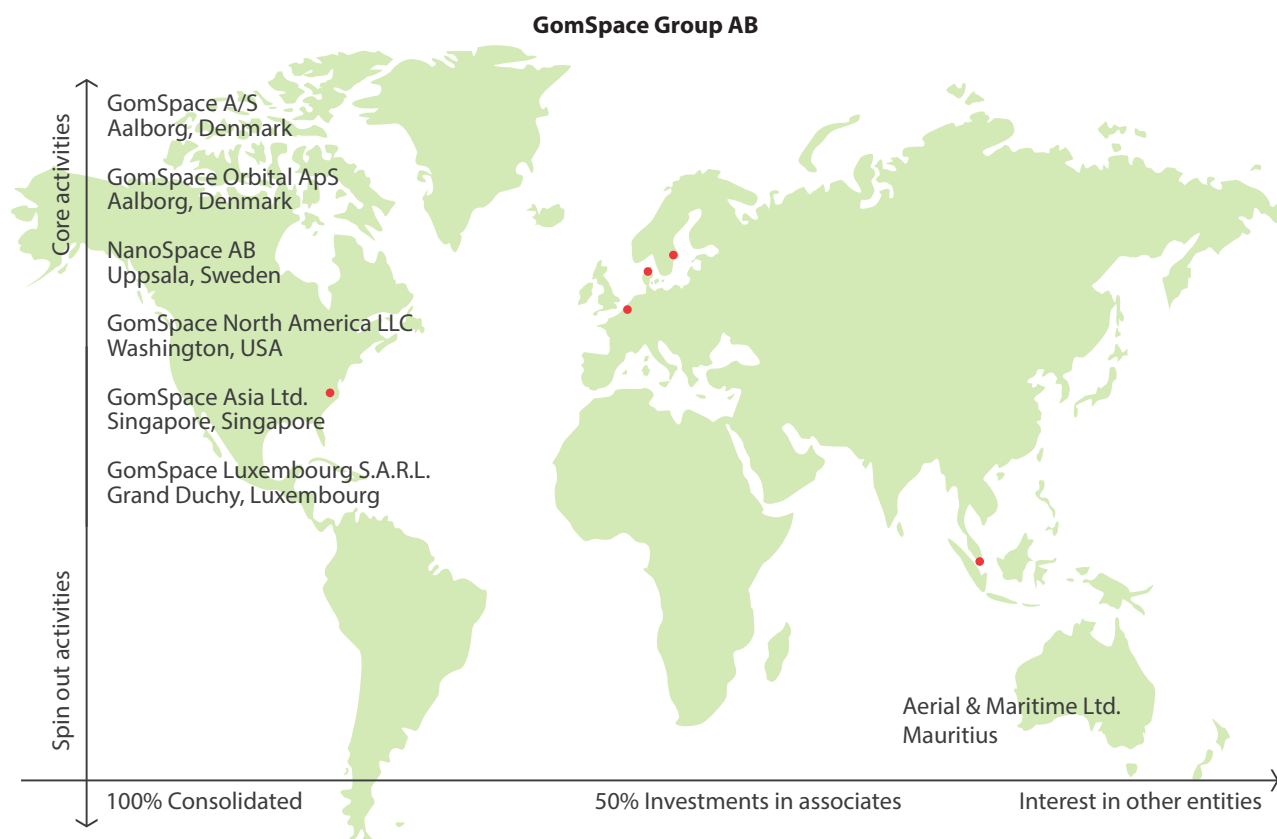 GomSpace Group AB
Core activities
GomSpace A/S
Aalborg, Denmark
GomSpace Orbital ApS
Aalborg, Denmark
NanoSpace AB
Uppsala, Sweden
GomSpace North America LLC
Washington, USA
GomSpace Asia Ltd.
Singapore, Singapore
GomSpace Luxembourg S.A.R.L.
Grand Duchy, Luxembourg
Spin out activities
Aerial & Maritime Ltd.
Mauritius
100% Consolidated
50% Investments in associates
Interest in other entities